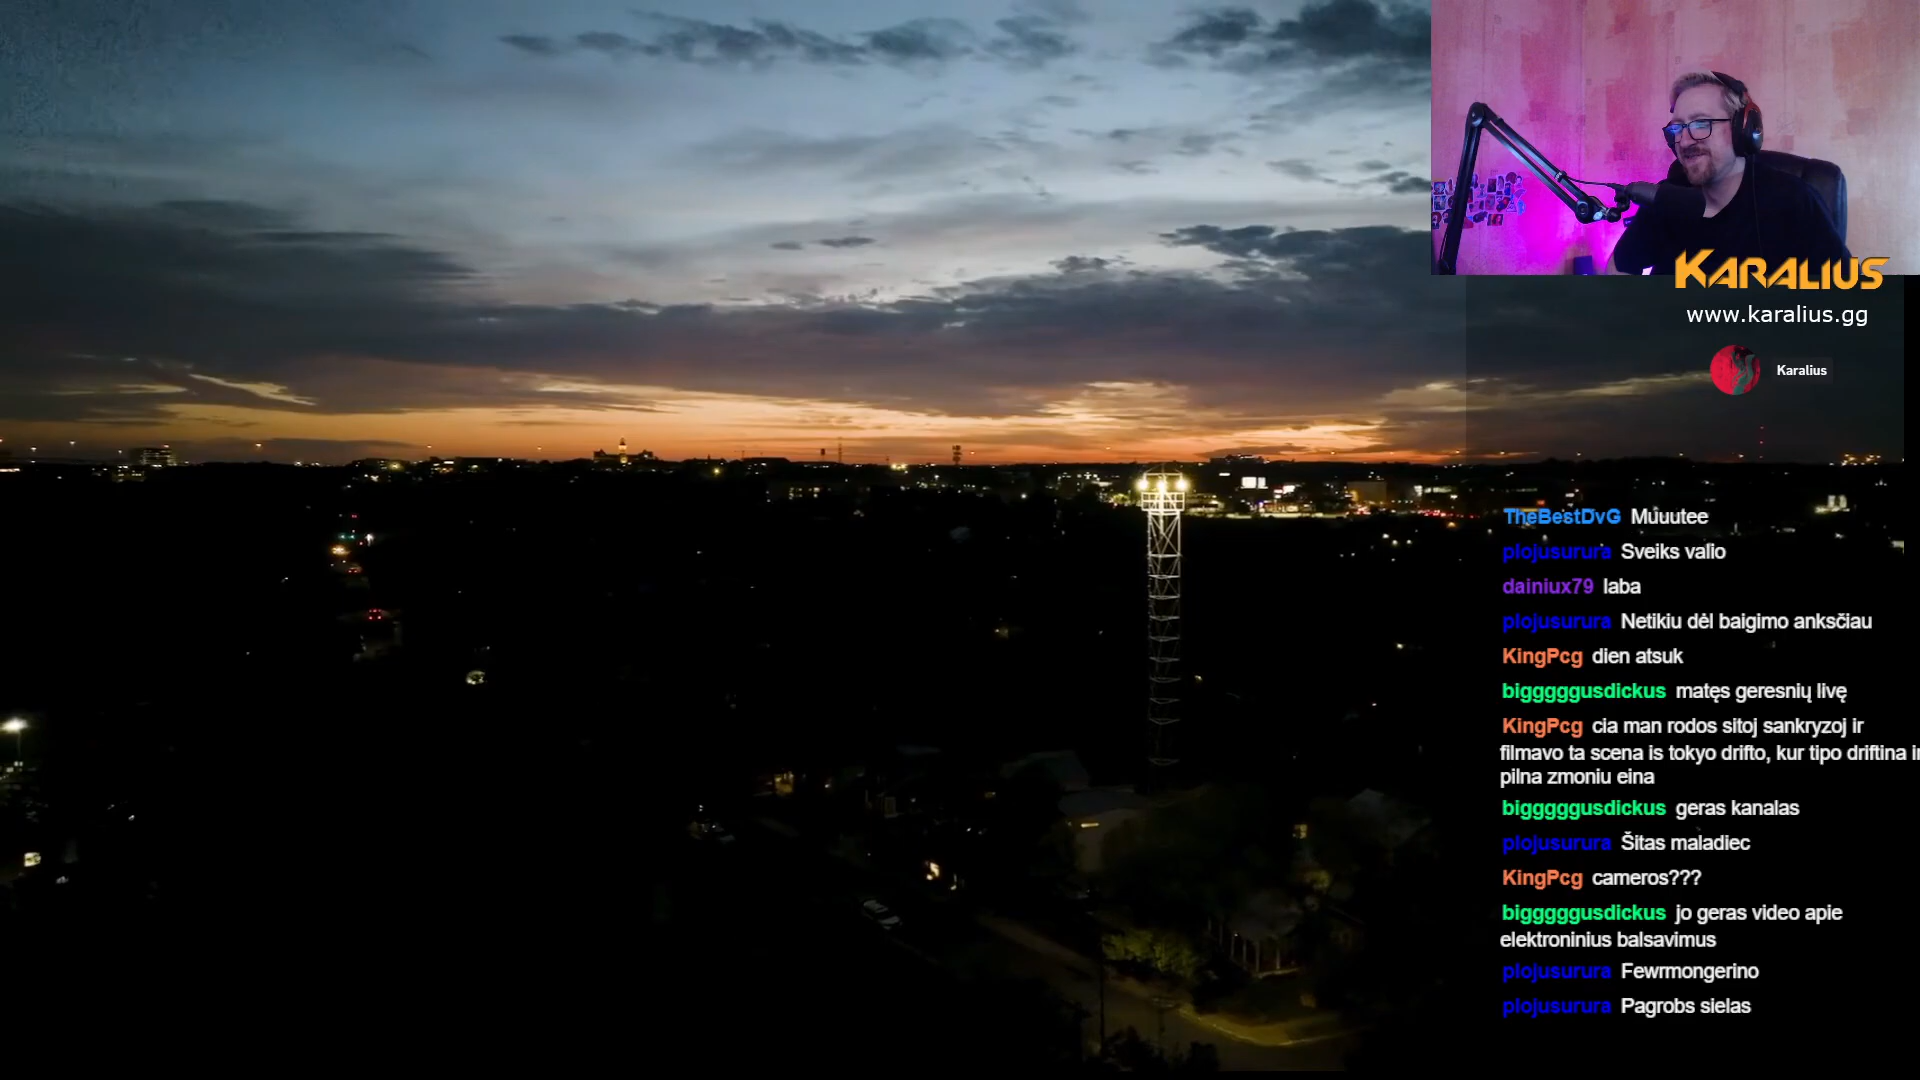 KARALIUS
www.karalius.gg
Karalius
TheBestDvG Muuutee
plojusurura Sveiks valio
dainiux79 laba
plojusurura Netikiu dėl baigimo anksčiau
KingPcg dien atsuk
bigggggusdickus matęs geresnių livę
KingPcg cia man rodos sitoj sankryzoj ir
filmavo ta scena is tokyo drifto, kur tipo driftina ir
pilna zmoniu eina
bigggggusdickus geras kanalas
plojusurura Šitas maladiec
KingPcg cameros???
bigggggusdickus jo geras video apie
elektroninius balsavimus
plojusurura Fewrmongerino
plojusurura Pagrobs sielas